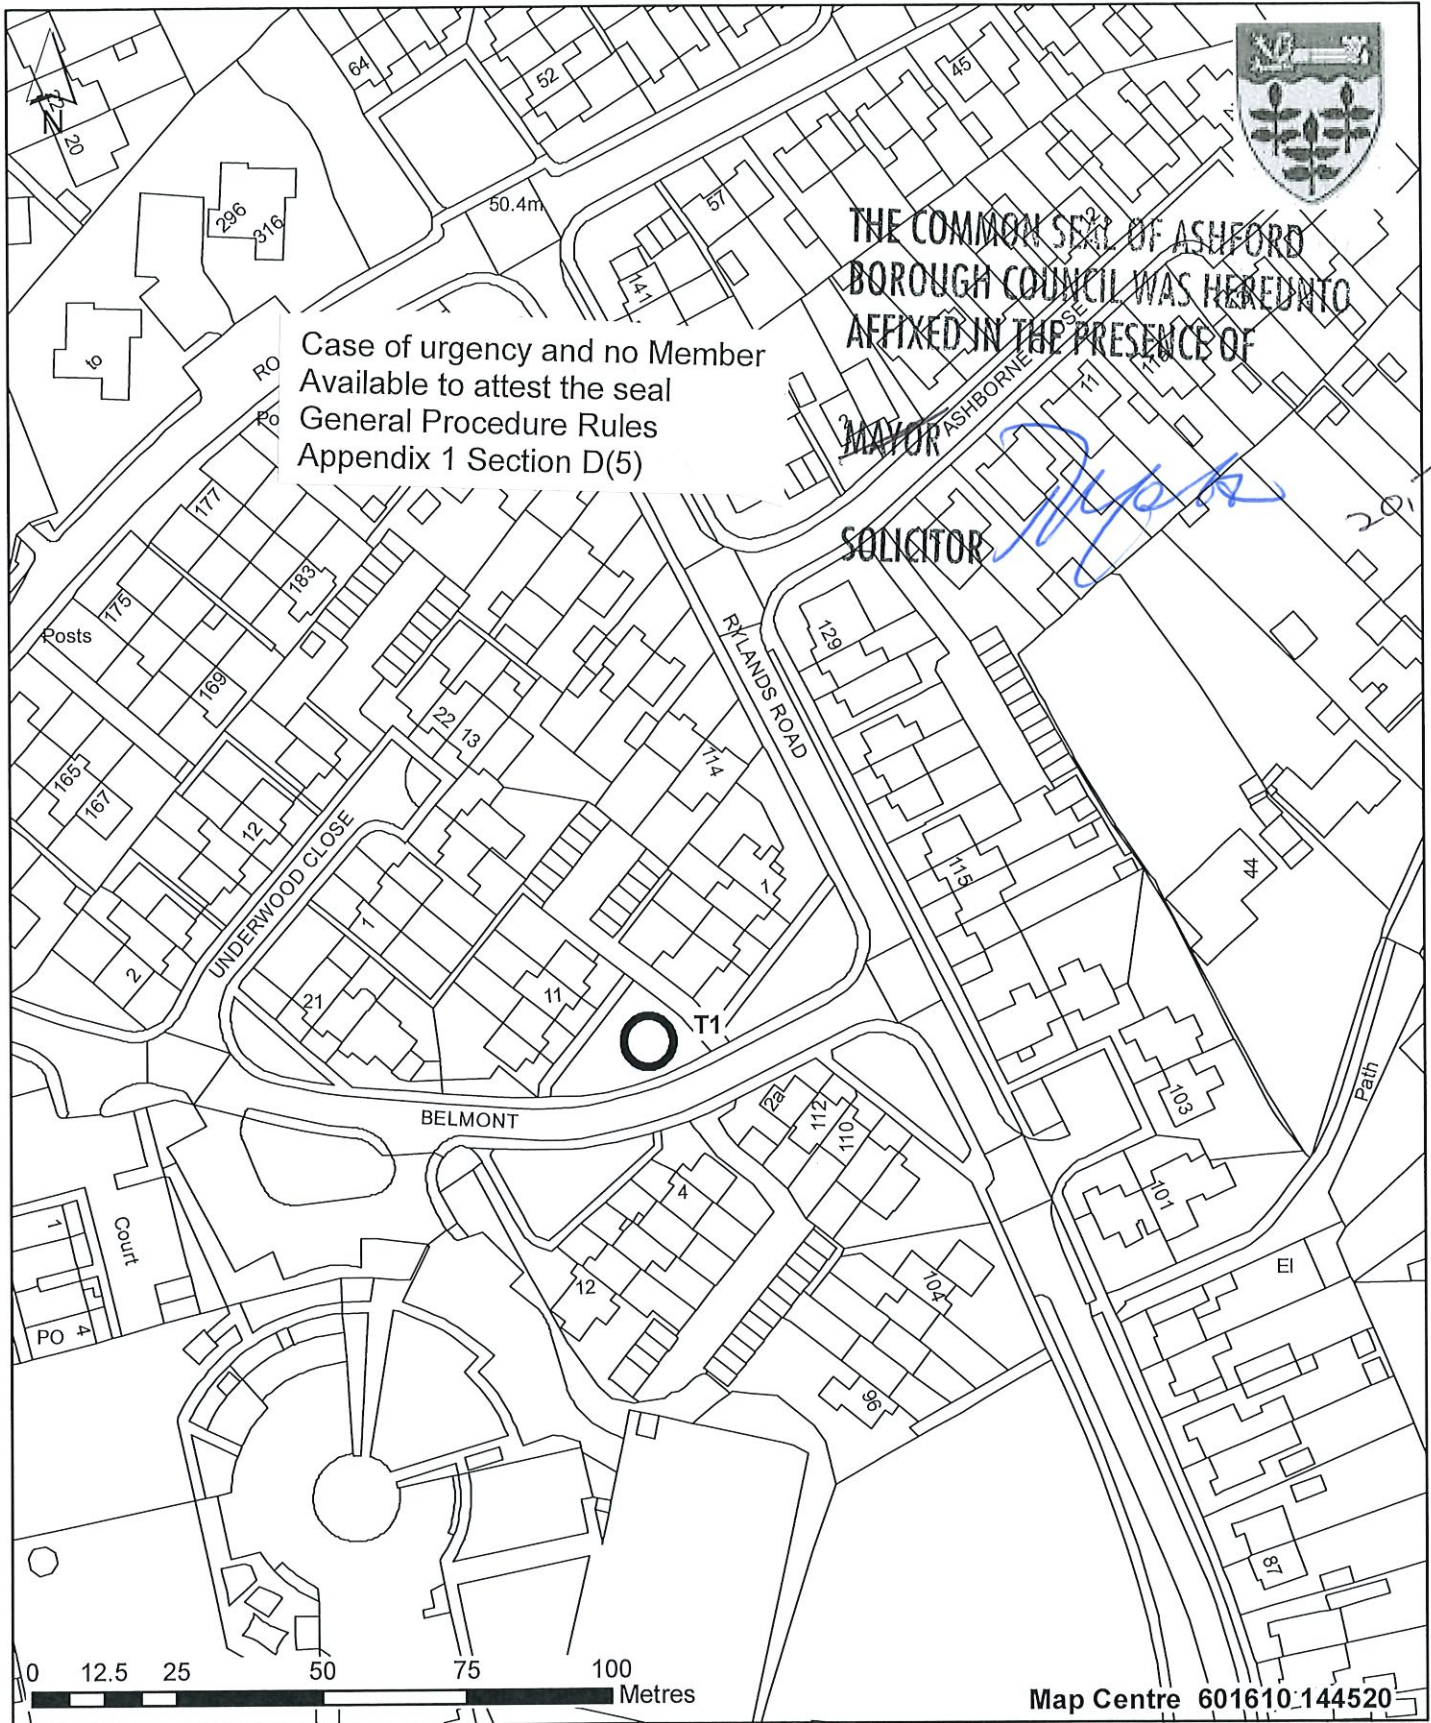 N
22
20
64
52
45
296
316
to
50.4m
57
141
THE COMMON SEAL OF ASHFORD
BOROUGH COUNCIL WAS HEREUNTO
AFFIXED IN THE PRESENCE OF
Case of urgency and no Member
Available to attest the seal
General Procedure Rules
Appendix 1 Section D(5)
RO
Po
2
MAYOR
ASHBORNE
SE
11
SOLICITOR
177
183
175
Posts
169
165
167
22
13
12
UNDERWOOD CLOSE
2
1
21
11
114
1
RYLANDS ROAD
129
115
44
T1
BELMONT
2a
112
110
4
12
103
101
Path
El
104
96
87
1
Court
PO
4
0 12.5 25 50 75 100
Metres
Map Centre 601610 144520